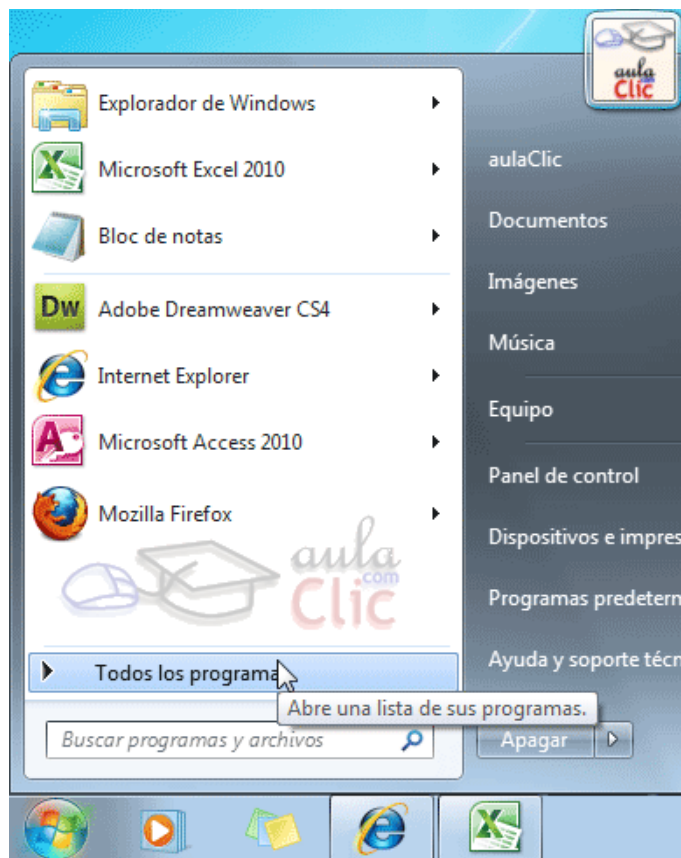 aula
Clic
Explorador de Windows
Microsoft Excel 2010
Bloc de notas
Dw Adobe Dreamweaver CS4
Internet Explorer
Microsoft Access 2010
Mozilla Firefox
aula
.com
Clic
Todos los programa
Abre una lista de sus programas.
Buscar programas y archivos
aulaClic
Documentos
Imágenes
Música
Equipo
Panel de control
Dispositivos e impres
Programas predetern
Ayuda y soporte técn
Apagar